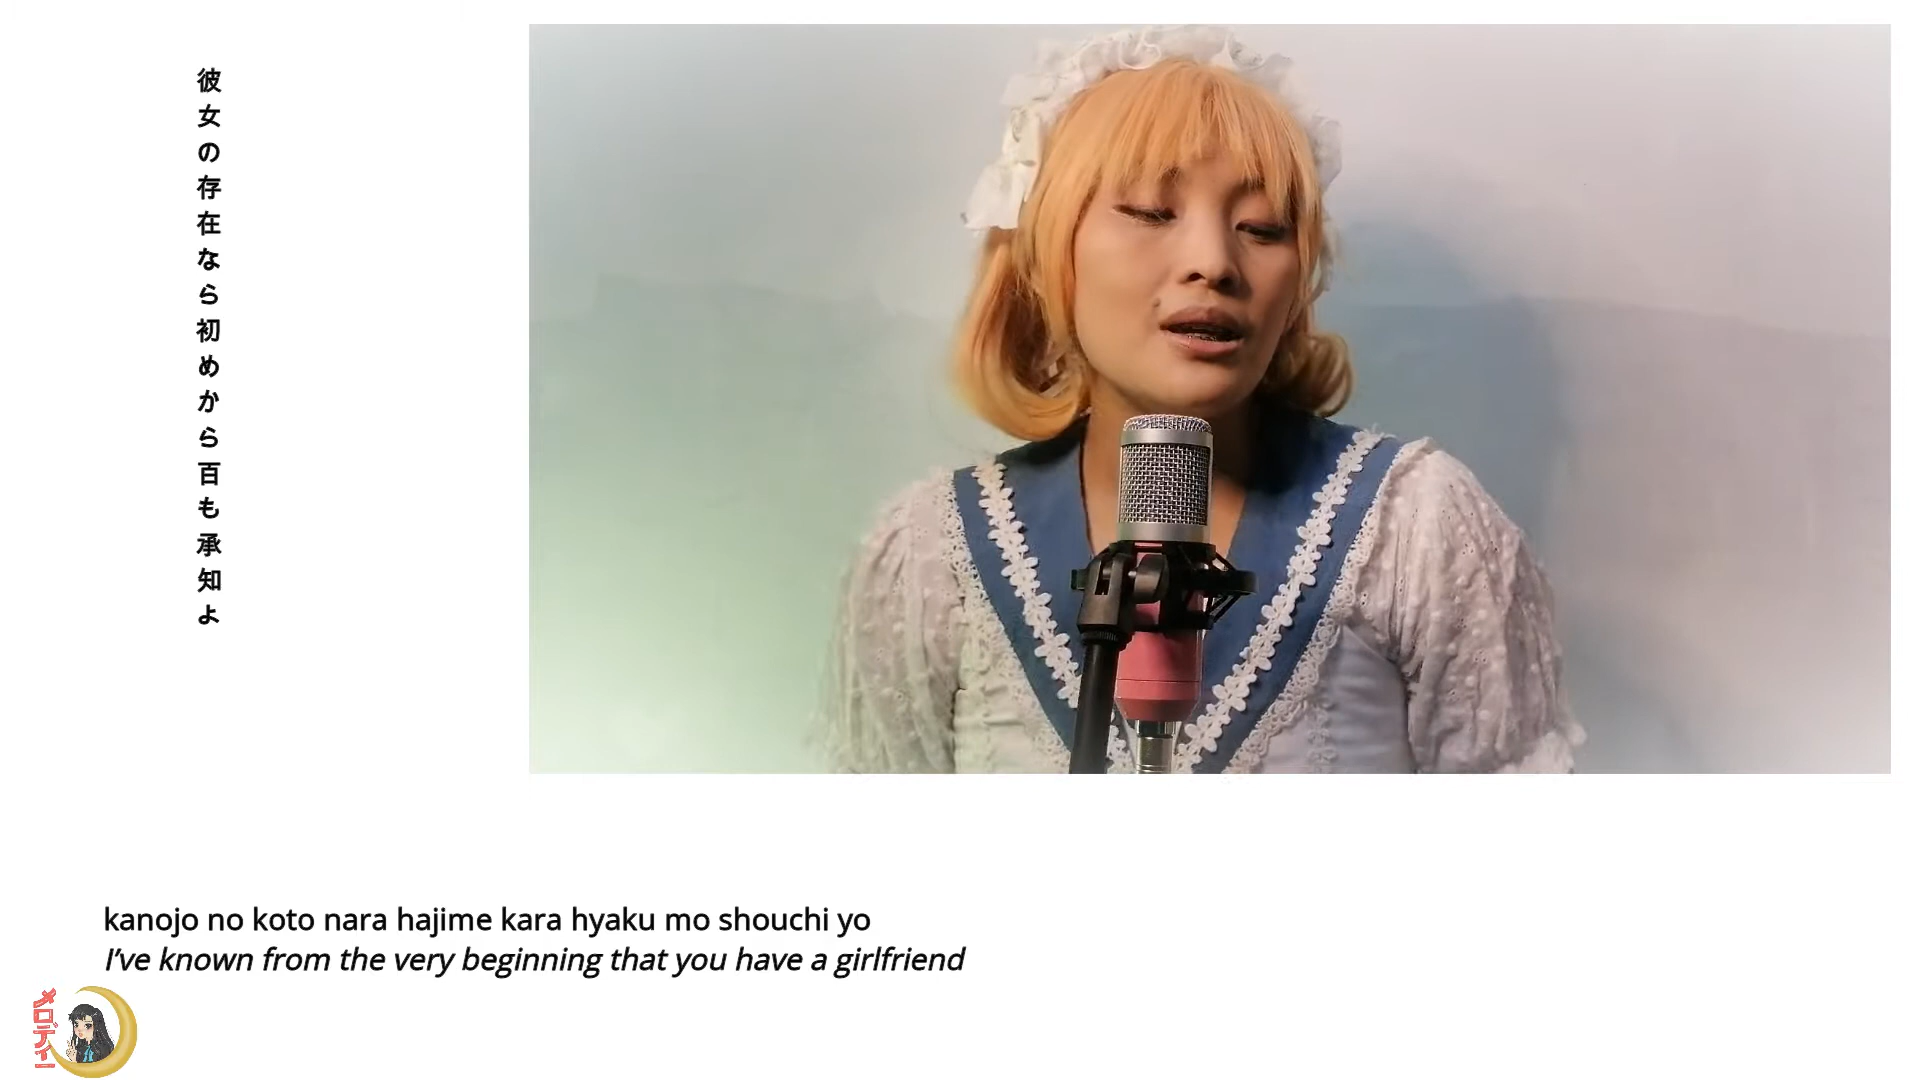 彼女の存在なら初めから百も承知よ
kanojo no koto nara hajime kara hyaku mo shouchi yo
I've known from the very beginning that you have a girlfriend
メロディー